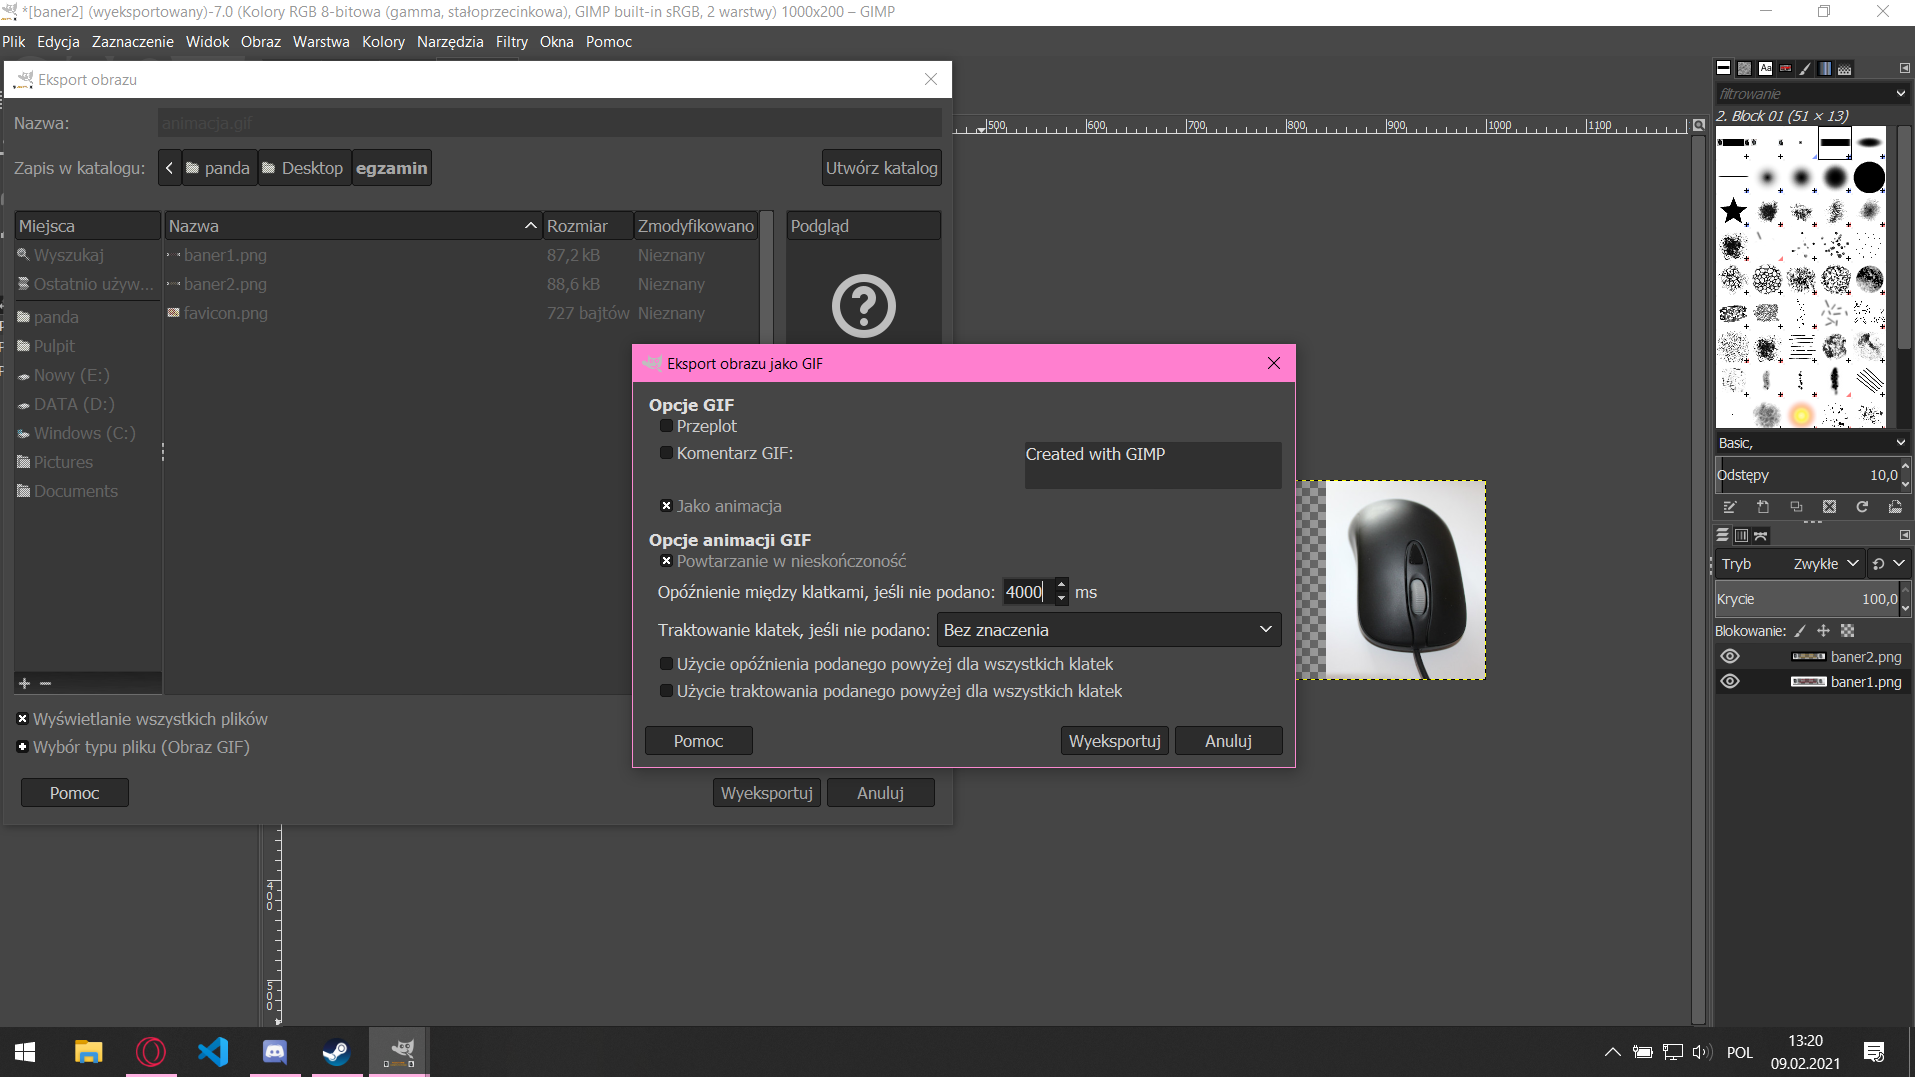 *[baner2] (wyeksportowany)-7.0 (Kolory RGB 8-bitowa (gamma, stałoprzecinkowa), GIMP built-in sRGB, 2 warstwy) 1000x200 – GIMP
Plik Edycja Zaznaczenie Widok Obraz Warstwa Kolory Narzędzia Filtry Okna Pomoc
Eksport obrazu
Nazwa: animacja.gif
Zapis w katalogu: panda Desktop egzamin Utwórz katalog
Miejsca
Wyszukaj
Ostatnio używ...
panda
Pulpit
Nowy (E:)
DATA (D:)
Windows (C:)
Pictures
Documents
Nazwa Rozmiar Zmodyfikowano
baner1.png 87,2 kB Nieznany
baner2.png 88,6 kB Nieznany
favicon.png 727 bajtów Nieznany
Podgląd
Wyświetlanie wszystkich plików
Wybór typu pliku (Obraz GIF)
Pomoc Wyeksportuj Anuluj
Eksport obrazu jako GIF
Opcje GIF
Przeplot
Komentarz GIF: Created with GIMP
Jako animacja
Opcje animacji GIF
Powtarzanie w nieskończoność
Opóźnienie między klatkami, jeśli nie podano: 4000 ms
Traktowanie klatek, jeśli nie podano: Bez znaczenia
Użycie opóźnienia podanego powyżej dla wszystkich klatek
Użycie traktowania podanego powyżej dla wszystkich klatek
Pomoc Wyeksportuj Anuluj
500 600 700 800 900 1000 1100
400
500
Aa
filtrowanie
2. Block 01 (51 × 13)
Basic,
Odstępy 10,0
Tryb Zwykłe
Krycie 100,0
Blokowanie:
baner2.png
baner1.png
POL
13:20
09.02.2021